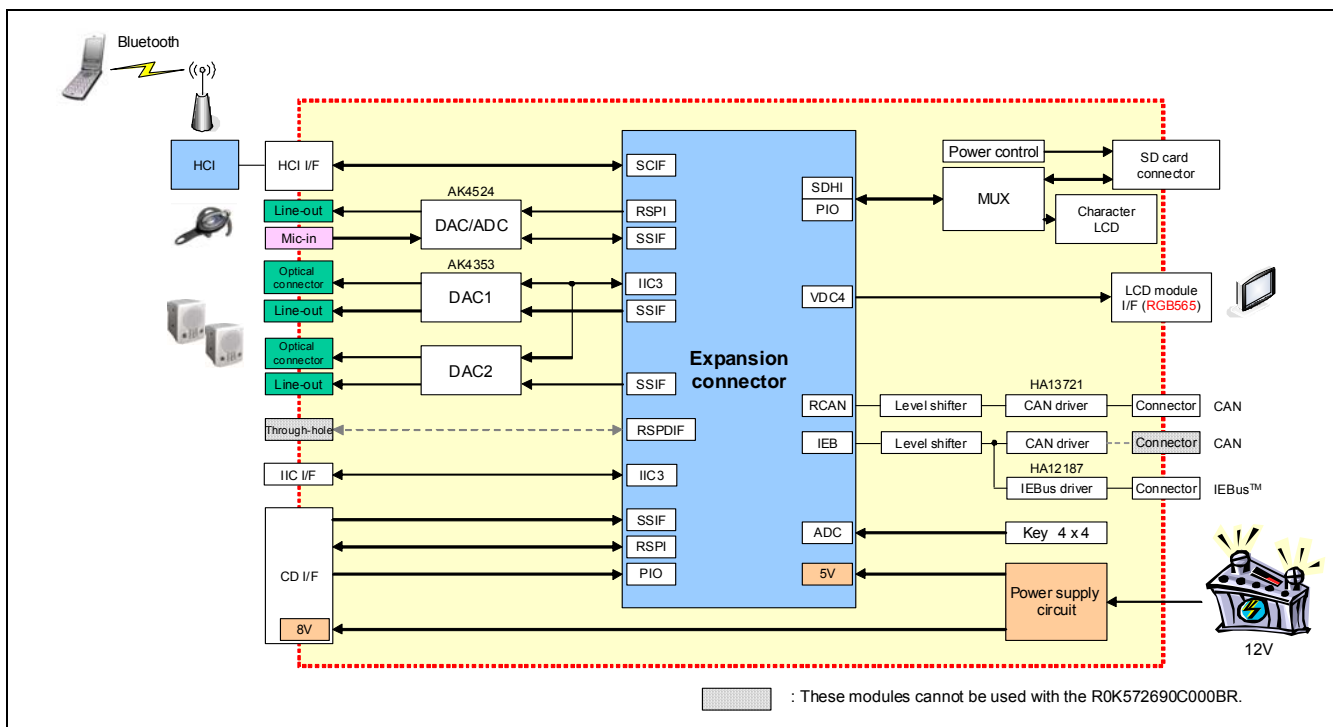 Bluetooth
HCI
HCI I/F
SCIF
AK4524
Line-out
Mic-in
DAC/ADC
RSPI
SSIF
AK4353
Optical
connector
Line-out
DAC1
IIC3
SSIF
Optical
connector
Line-out
DAC2
SSIF
Through-hole
RSPDIF
IIC I/F
IIC3
CD I/F
SSIF
RSPI
PIO
8V
Expansion
connector
SDHI
PIO
Power control
MUX
SD card
connector
Character
LCD
VDC4
LCD module
I/F (RGB565)
HA13721
RCAN
Level shifter
CAN driver
Connector
CAN
IEB
Level shifter
CAN driver
Connector
CAN
HA12187
IEBus driver
Connector
IEBus™
ADC
Key 4 x 4
5V
Power supply
circuit
12V
: These modules cannot be used with the R0K572690C000BR.